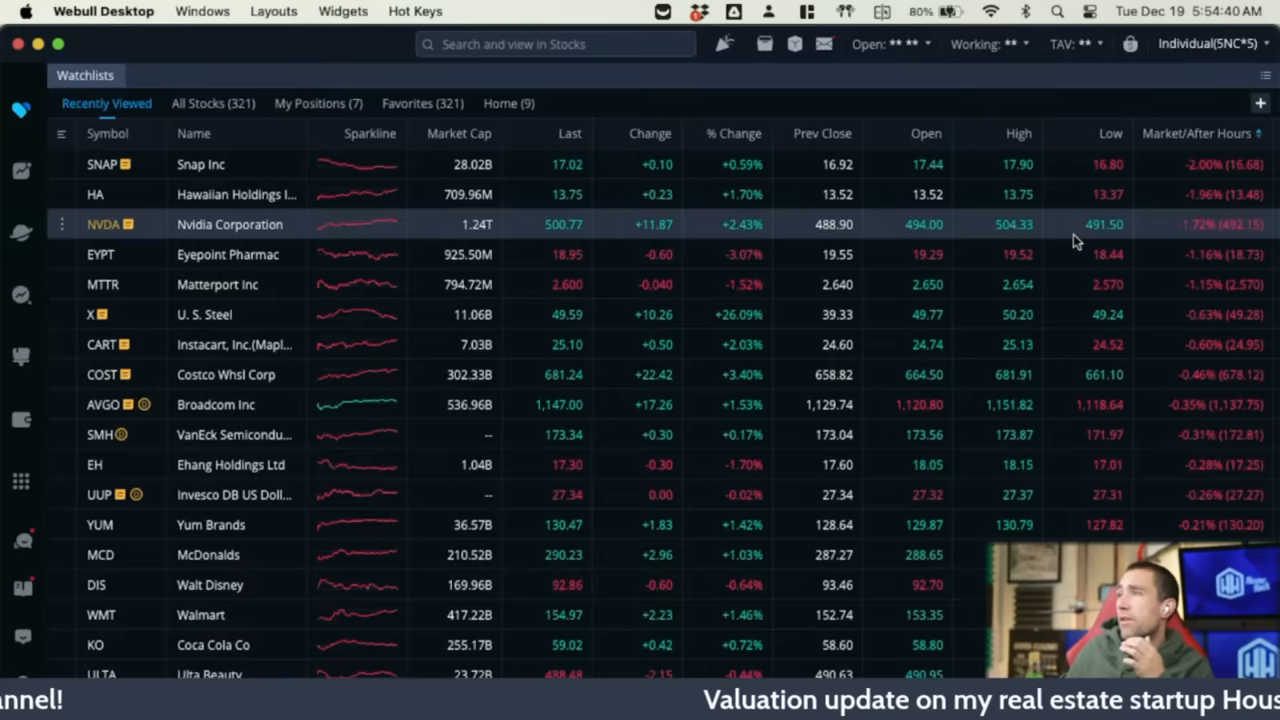 Webull Desktop Windows Layouts Widgets Hot Keys 80% Tue Dec 19 5:54:40 AM
Search and view in Stocks Open: ** ** Working: ** TAV: ** Individual(5NC*5)
Watchlists
Recently Viewed All Stocks (321) My Positions (7) Favorites (321) Home (9)
Symbol Name Sparkline Market Cap Last Change % Change Prev Close Open High Low Market/After Hours
SNAP Snap Inc 28.02B 17.02 +0.10 +0.59% 16.92 17.44 17.90 16.80 -2.00% (16.68)
HA Hawaiian Holdings I... 709.96M 13.75 +0.23 +1.70% 13.52 13.52 13.75 13.37 -1.96% (13.48)
NVDA Nvidia Corporation 1.24T 500.77 +11.87 +2.43% 488.90 494.00 504.33 491.50 -1.72% (492.15)
EYPT Eyepoint Pharmac 925.50M 18.95 -0.60 -3.07% 19.55 19.29 19.52 18.44 -1.16% (18.73)
MTTR Matterport Inc 794.72M 2.600 -0.040 -1.52% 2.640 2.650 2.654 2.570 -1.15% (2.570)
X U. S. Steel 11.06B 49.59 +10.26 +26.09% 39.33 49.77 50.20 49.24 -0.63% (49.28)
CART Instacart, Inc.(Mapl... 7.03B 25.10 +0.50 +2.03% 24.60 24.74 25.13 24.52 -0.60% (24.95)
COST Costco Whsl Corp 302.33B 681.24 +22.42 +3.40% 658.82 664.50 681.91 661.10 -0.46% (678.12)
AVGO Broadcom Inc 536.96B 1,147.00 +17.26 +1.53% 1,129.74 1,120.80 1,151.82 1,118.64 -0.35% (1,137.75)
SMH VanEck Semicondu... -- 173.34 +0.30 +0.17% 173.04 173.56 173.87 171.97 -0.31% (172.81)
EH Ehang Holdings Ltd 1.04B 17.30 -0.30 -1.70% 17.60 18.05 18.15 17.01 -0.28% (17.25)
UUP Invesco DB US Doll... -- 27.34 0.00 -0.02% 27.34 27.32 27.37 27.31 -0.26% (27.27)
YUM Yum Brands 36.57B 130.47 +1.83 +1.42% 128.64 129.87 130.79 127.82 -0.21% (130.20)
MCD McDonalds 210.52B 290.23 +2.96 +1.03% 287.27 288.65
DIS Walt Disney 169.96B 92.86 -0.60 -0.64% 93.46 92.70
WMT Walmart 417.22B 154.97 +2.23 +1.46% 152.74 153.35
KO Coca Cola Co 255.17B 59.02 +0.42 +0.72% 58.60 58.80
ULTA Ulta Beauty 23.72B 488.48 -2.15 -0.44% 490.63 490.95
annel! Valuation update on my real estate startup Hous